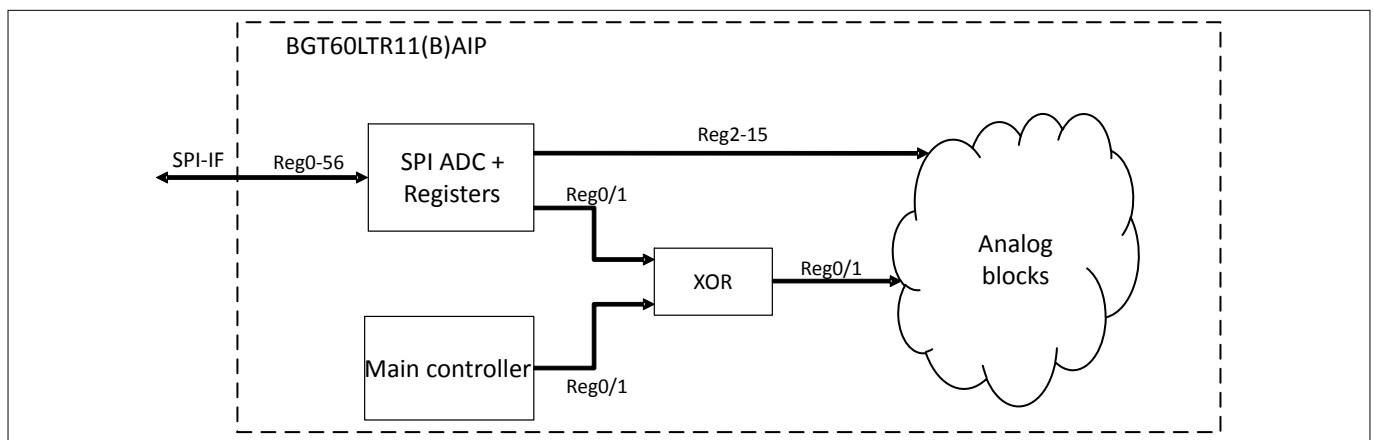 BGT60LTR11(B)AIP
SPI-IF
Reg0-56
SPI ADC +
Registers
Reg2-15
Reg0/1
XOR
Reg0/1
Analog
blocks
Main controller
Reg0/1